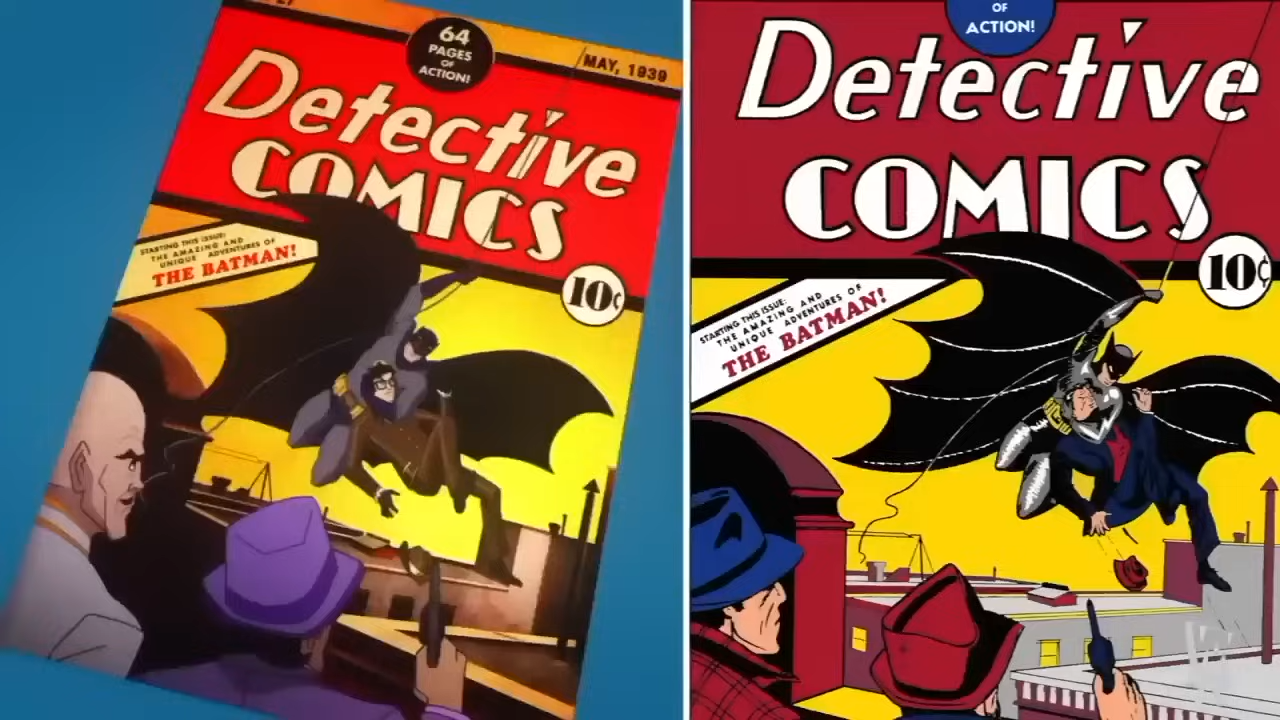 27
64
PAGES
OF
ACTION!
MAY, 1939
Detective
COMICS
STARTING THIS ISSUE:
THE AMAZING AND
UNIQUE ADVENTURES OF
THE BATMAN!
10¢
OF
ACTION!
Detective
COMICS
10¢
STARTING THIS ISSUE:
THE AMAZING AND
UNIQUE ADVENTURES OF
THE BATMAN!